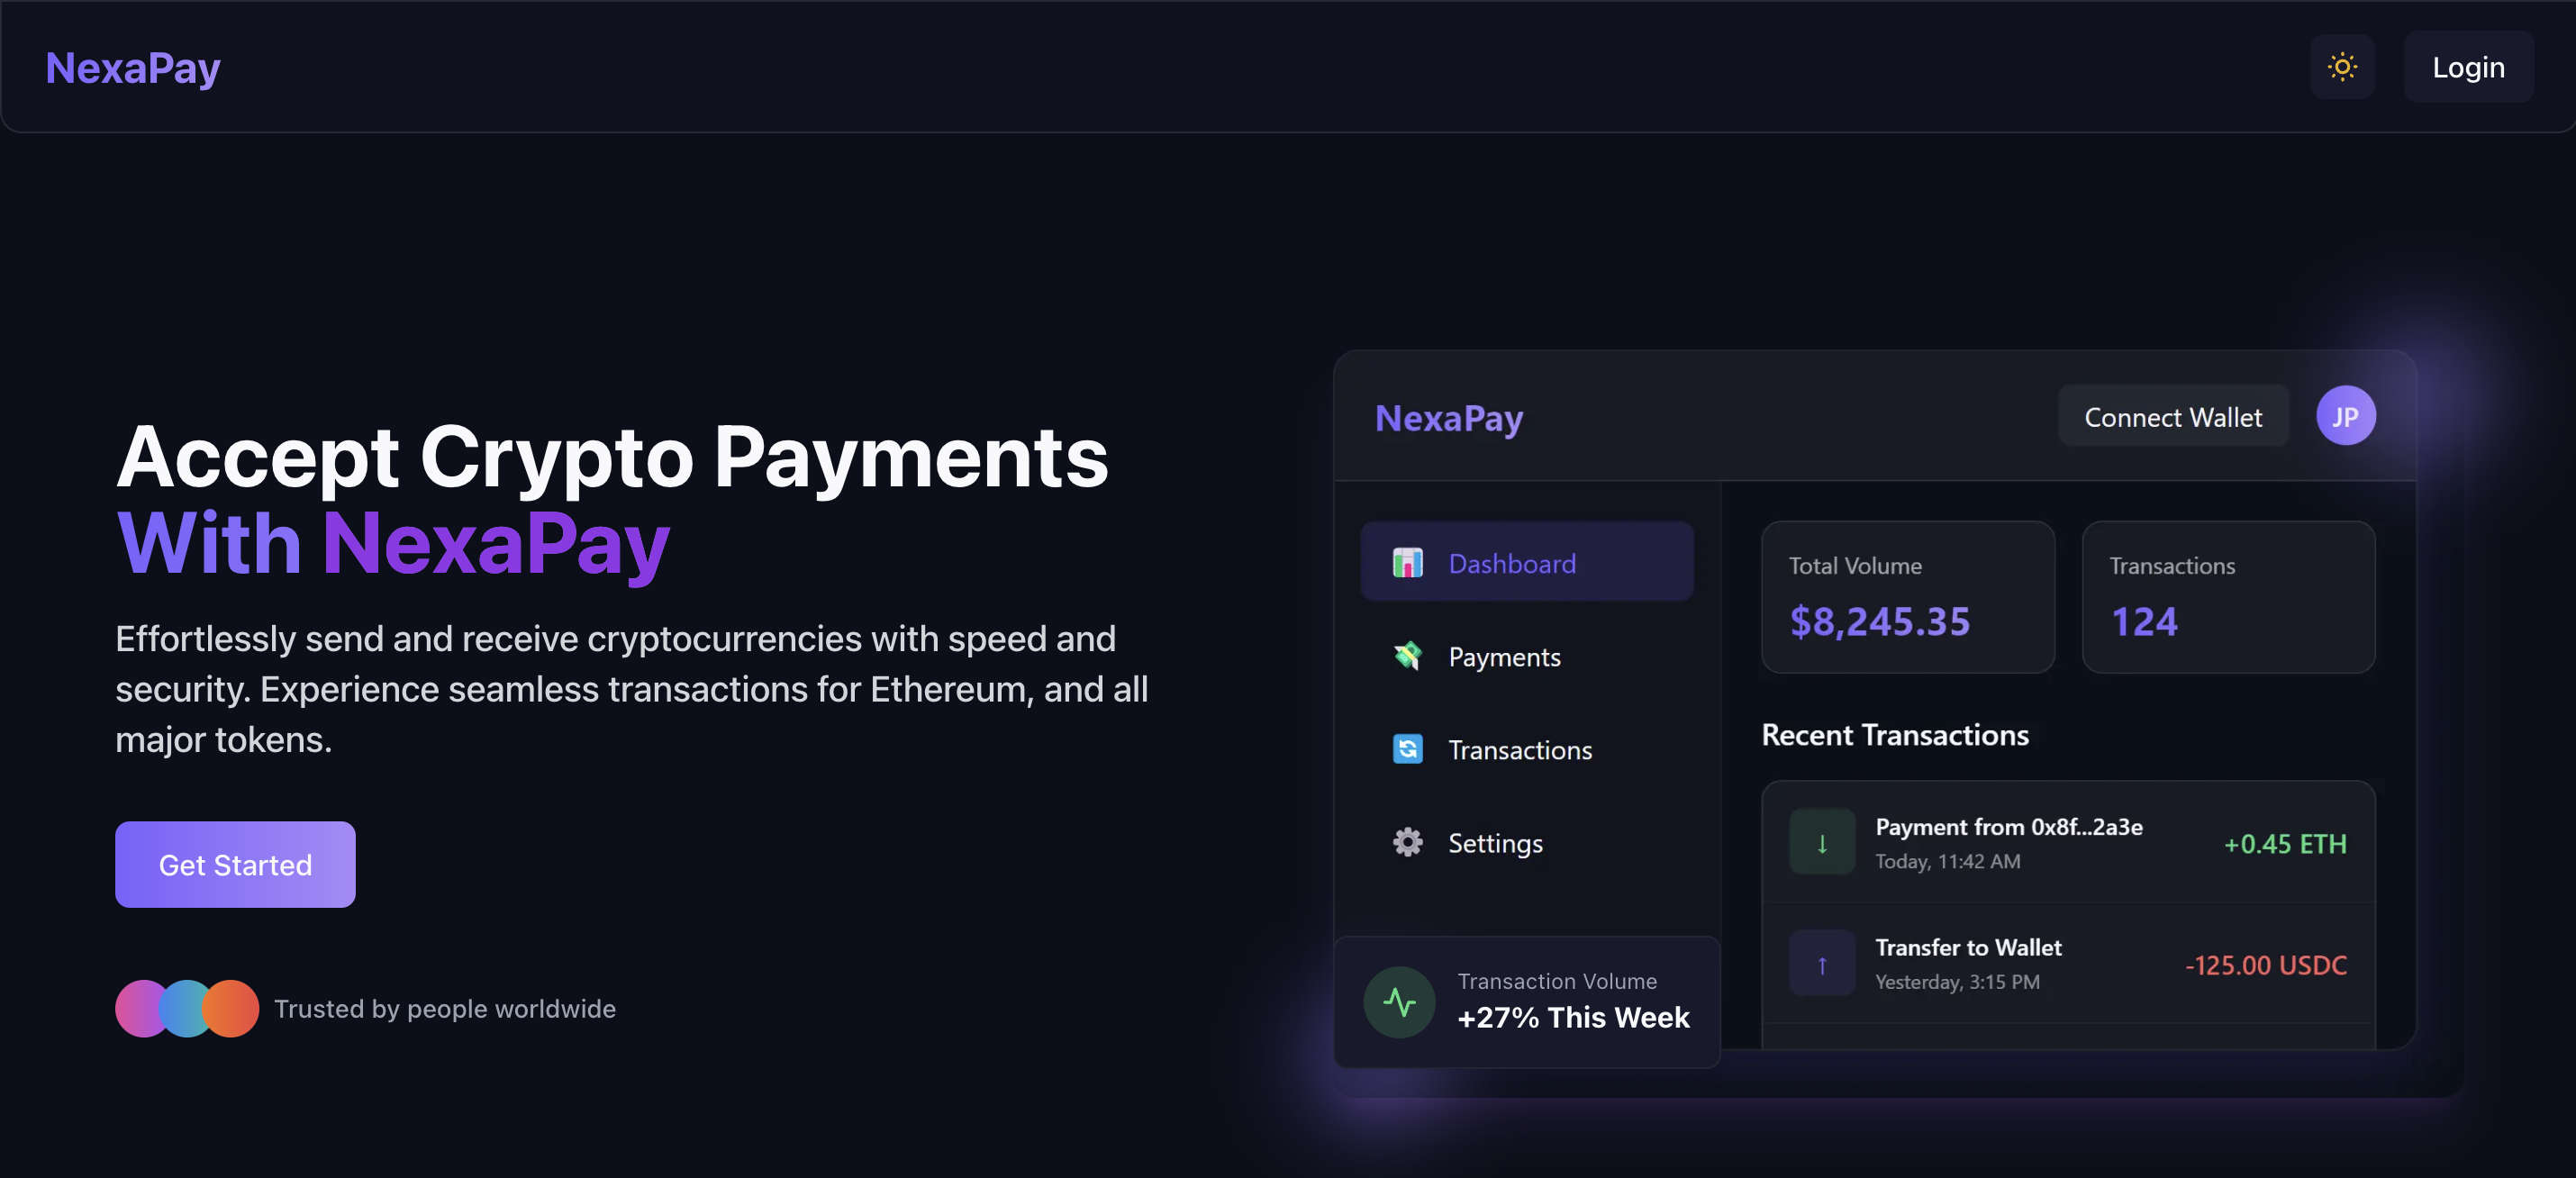 NexaPay
Login
Accept Crypto Payments
With NexaPay
Effortlessly send and receive cryptocurrencies with speed and
security. Experience seamless transactions for Ethereum, and all
major tokens.
Get Started
Trusted by people worldwide
NexaPay
Connect Wallet
JP
Dashboard
Payments
Transactions
Settings
Transaction Volume
+27% This Week
Total Volume
$8,245.35
Transactions
124
Recent Transactions
Payment from 0x8f...2a3e
Today, 11:42 AM
+0.45 ETH
Transfer to Wallet
Yesterday, 3:15 PM
-125.00 USDC